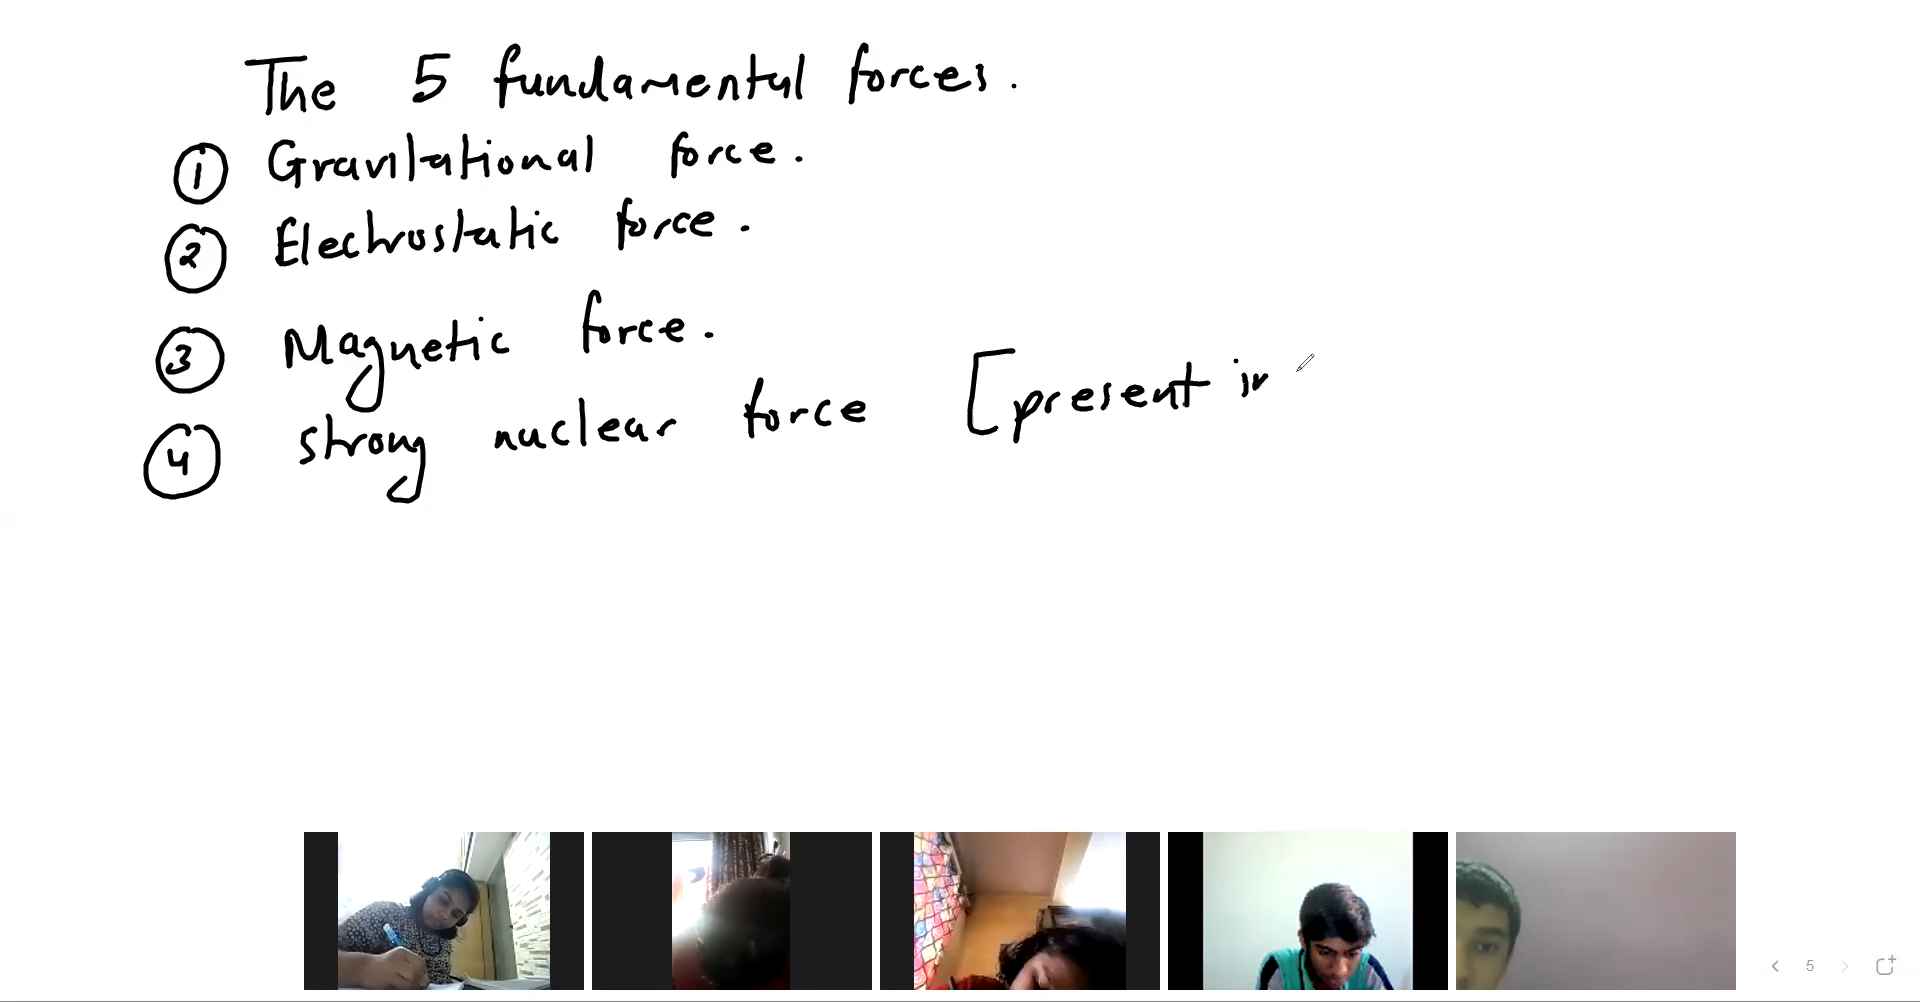 The 5 fundamental forces.
① Gravitational force.
② Electrostatic force.
③ Magnetic force.
④ strong nuclear force [present in
5